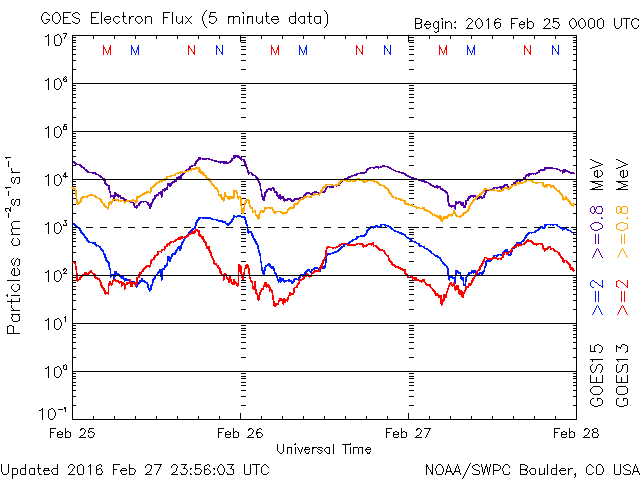 GOES Electron Flux (5 minute data)
Begin: 2016 Feb 25 0000 UTC
10⁷
M M N N M M N N M M N N
10⁶
10⁵
10⁴
10³
10²
10¹
10⁰
10⁻¹
Particles cm⁻²s⁻¹sr⁻¹
GOES15 >=2 >=0.8 MeV
GOES13 >=2 >=0.8 MeV
Feb 25 Feb 26 Feb 27 Feb 28
Universal Time
Updated 2016 Feb 27 23:56:03 UTC
NOAA/SWPC Boulder, CO USA